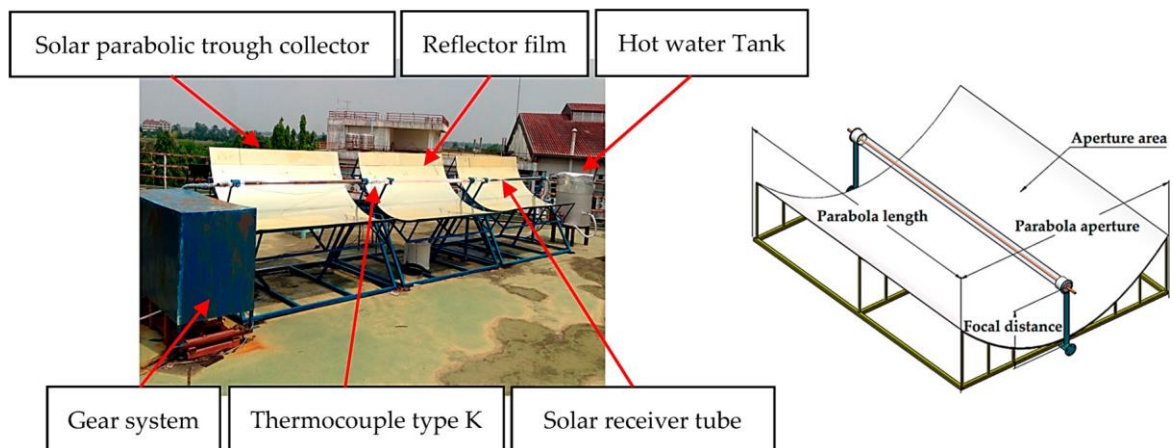 Solar parabolic trough collector
Reflector film
Hot water Tank
Aperture area
Parabola length
Parabola aperture
Focal distance
Gear system
Thermocouple type K
Solar receiver tube